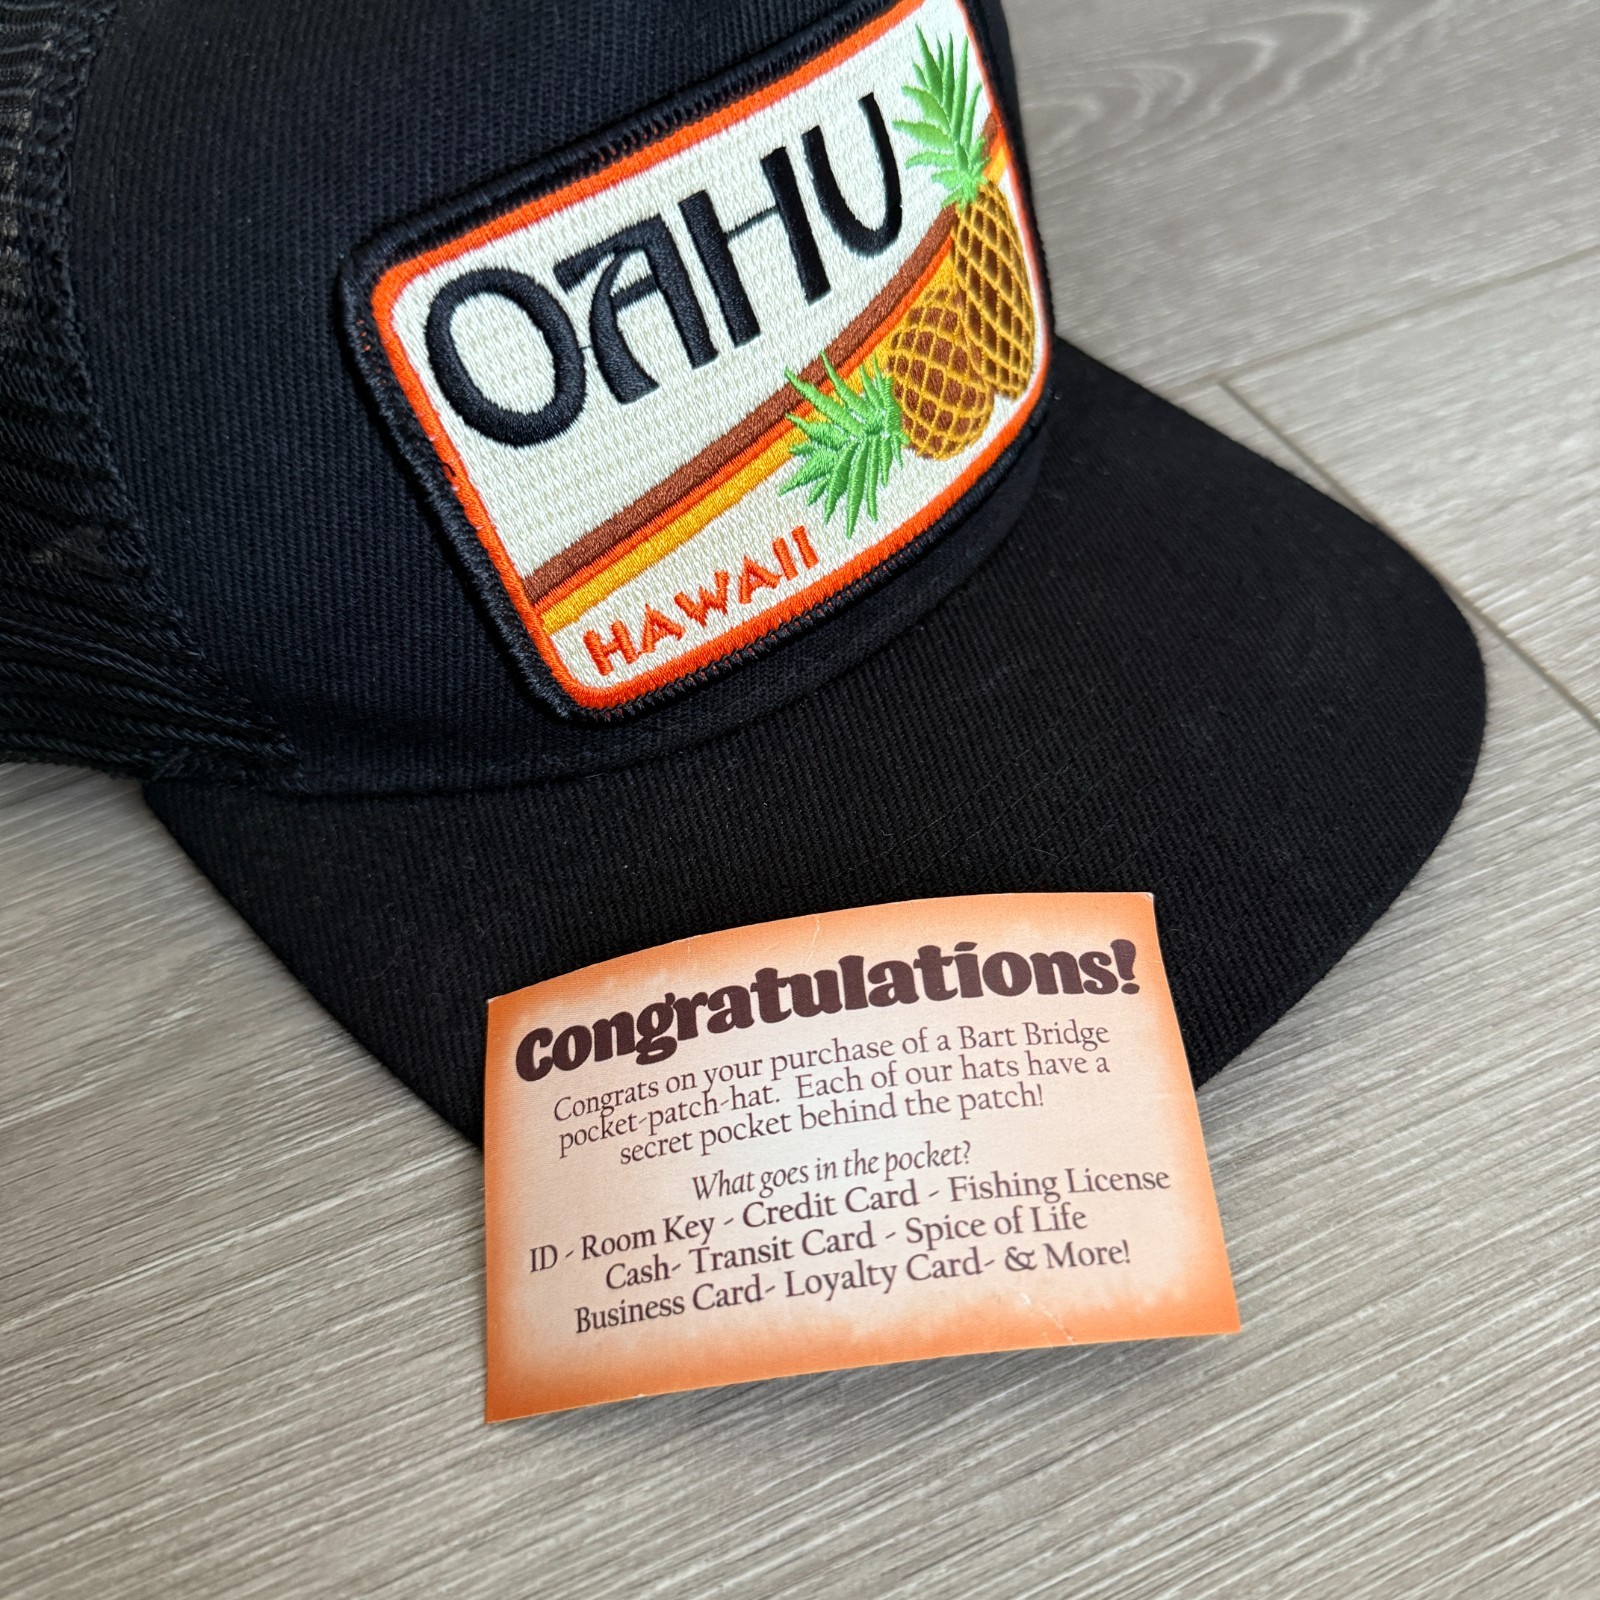 OAHU
HAWAII
Congratulations!
Congrats on your purchase of a Bart Bridge
pocket-patch-hat. Each of our hats have a
secret pocket behind the patch!
What goes in the pocket?
ID - Room Key - Credit Card - Fishing License
Cash- Transit Card - Spice of Life
Business Card- Loyalty Card- & More!